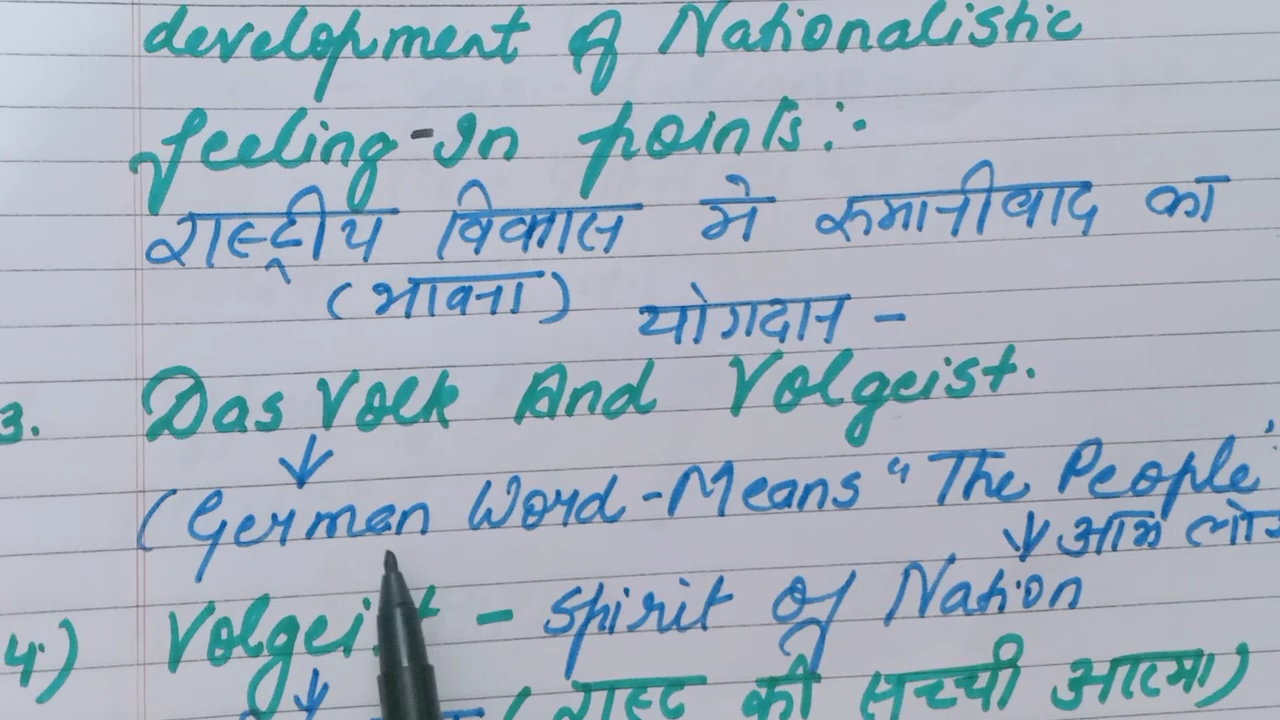 development of Nationalistic
feeling-In points:-
राष्ट्रीय विकास मे रूमानीवाद का
(भावना) योगदान -
3. Das Volk And Volgeist.
(German Word-Means "The People"
आम
4.) Volgeist - Spirit of Nation
(रास्ट की सच्ची आत्मा)